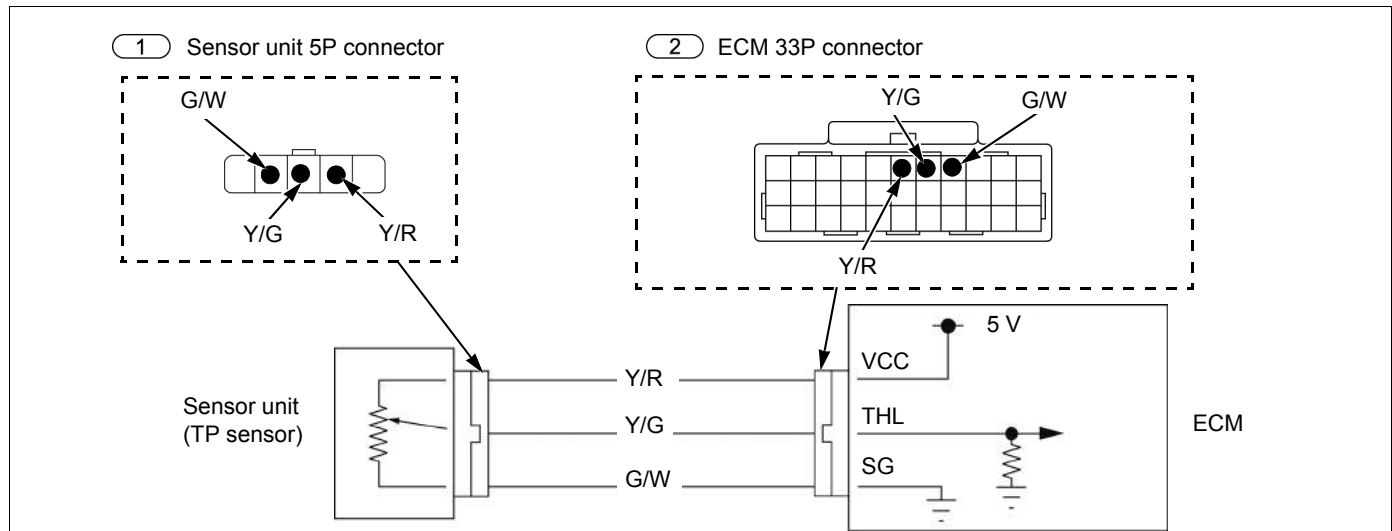 1 Sensor unit 5P connector
2 ECM 33P connector
G/W
Y/G
Y/R
Y/G
G/W
Y/R
5 V
VCC
Y/R
Sensor unit
(TP sensor)
Y/G
THL
ECM
G/W
SG